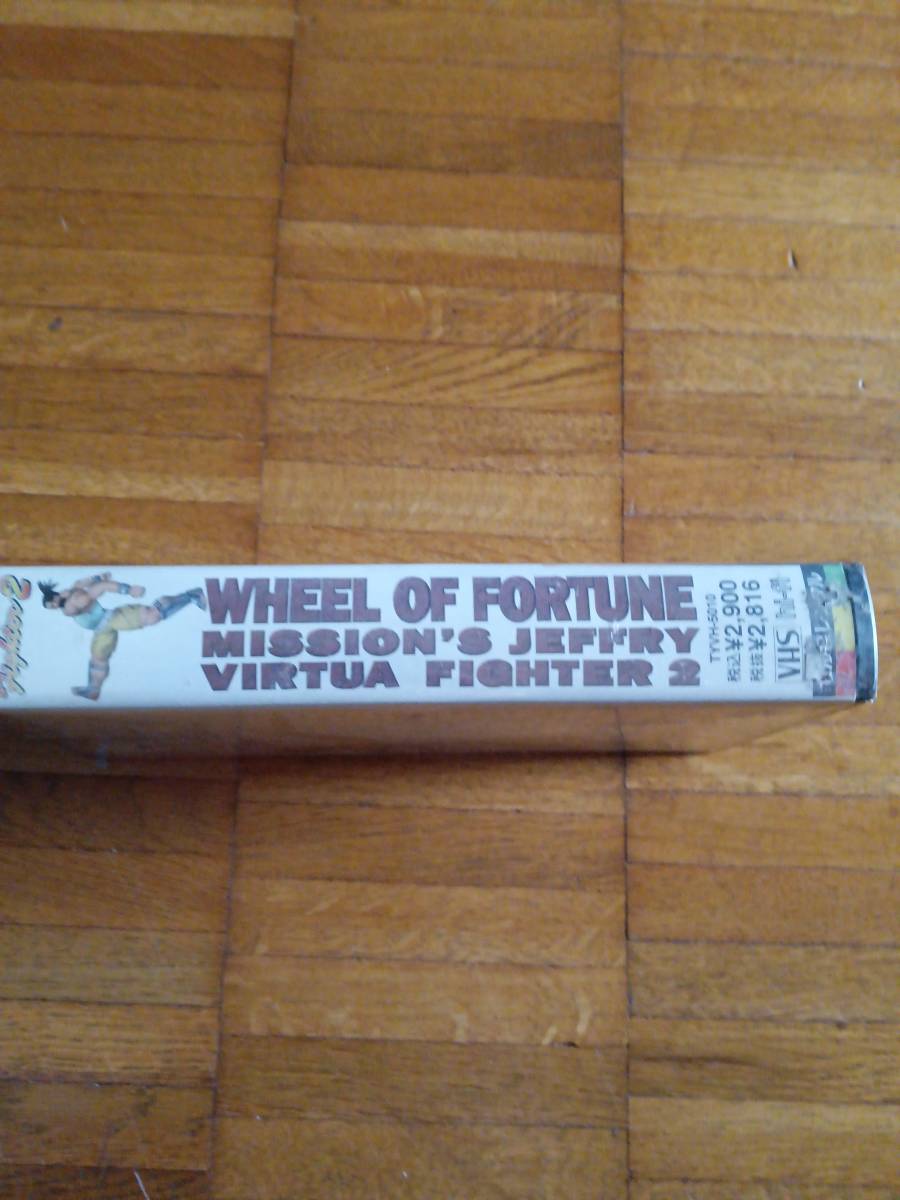 WHEEL OF FORTUNE
MISSION'S JEFFRY
VIRTUA FIGHTER 2
TYVH-5010
税込¥2,900
税抜¥2,816
VHS